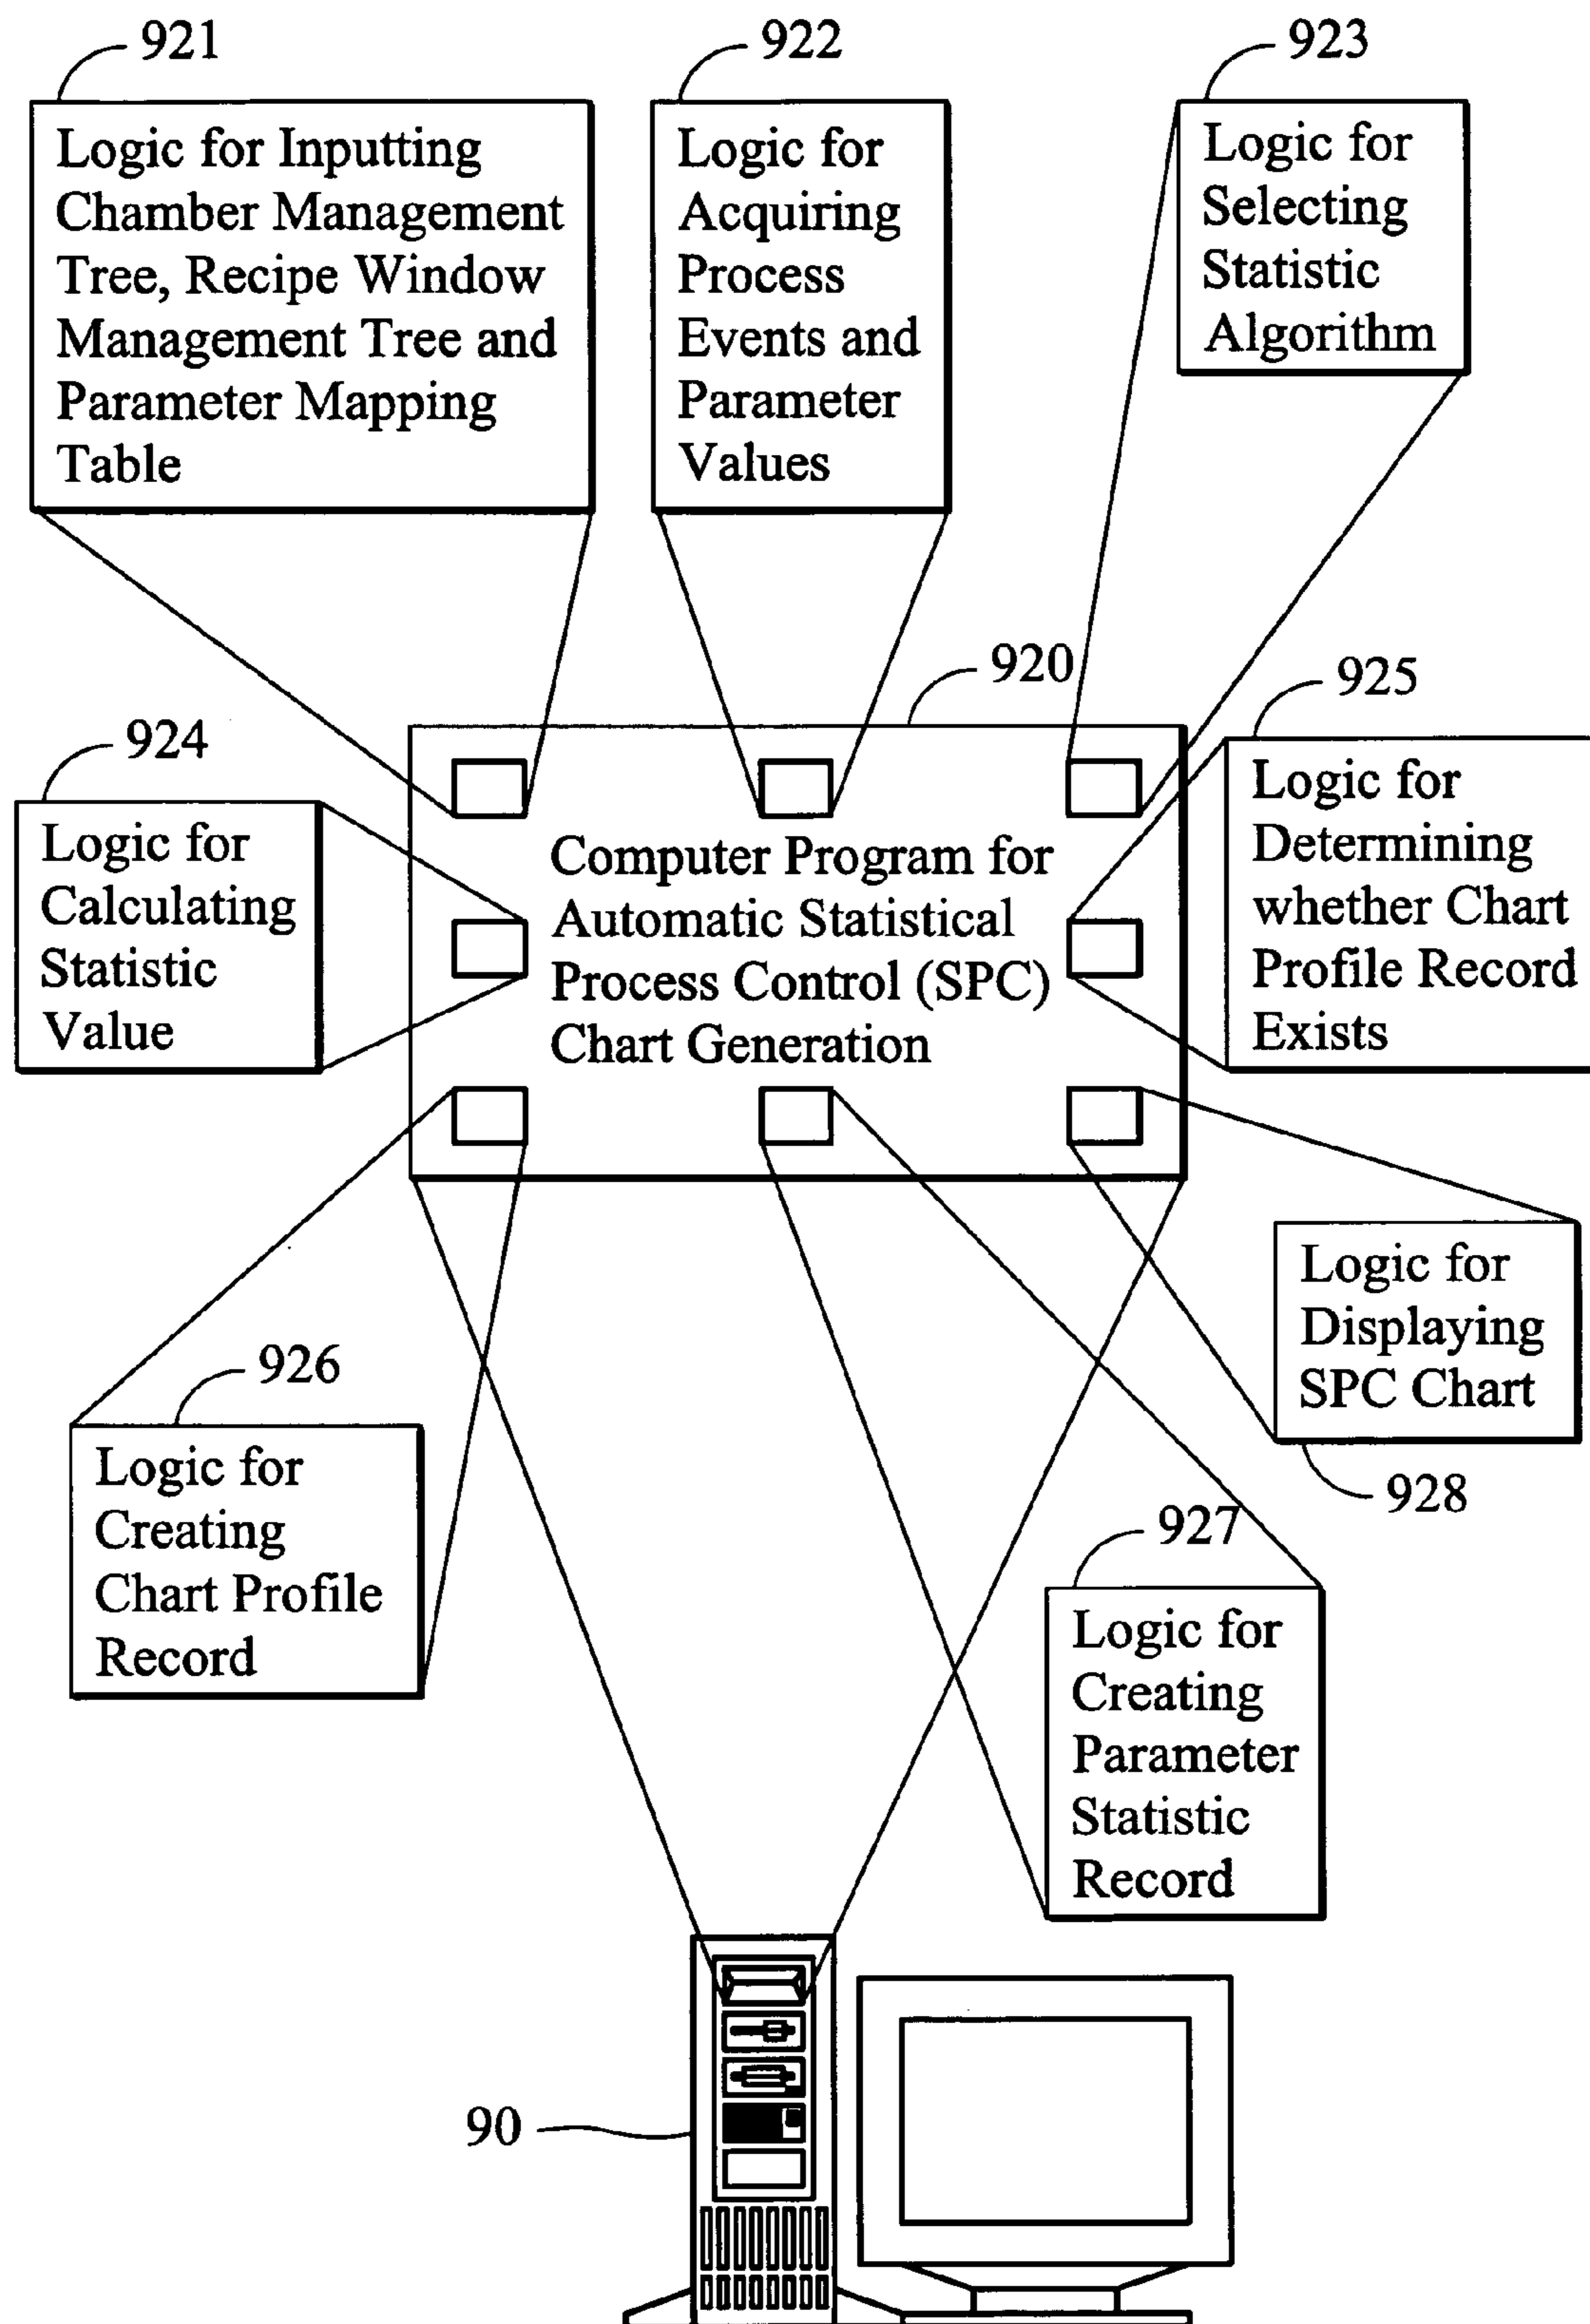 921
Logic for Inputting
Chamber Management
Tree, Recipe Window
Management Tree and
Parameter Mapping
Table
922
Logic for
Acquiring
Process
Events and
Parameter
Values
923
Logic for
Selecting
Statistic
Algorithm
920
Computer Program for
Automatic Statistical
Process Control (SPC)
Chart Generation
924
Logic for
Calculating
Statistic
Value
925
Logic for
Determining
whether Chart
Profile Record
Exists
926
Logic for
Creating
Chart Profile
Record
927
Logic for
Creating
Parameter
Statistic
Record
Logic for
Displaying
SPC Chart
928
90